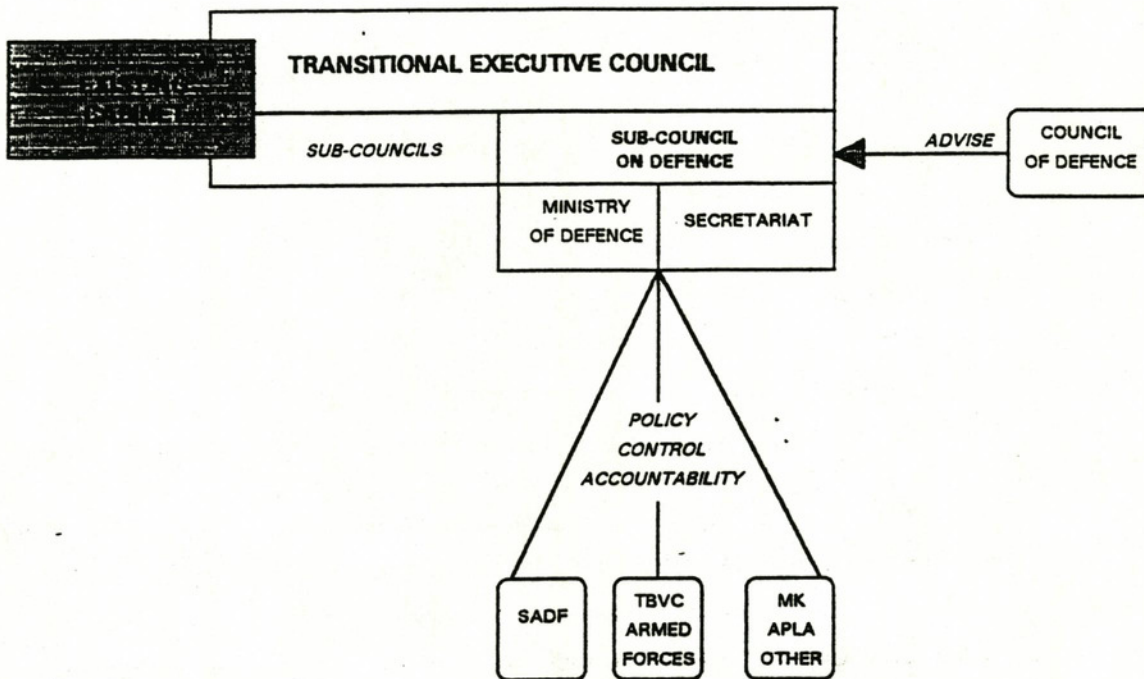 TRANSITIONAL EXECUTIVE COUNCIL
SUB-COUNCILS
SUB-COUNCIL
ON DEFENCE
ADVISE
COUNCIL
OF DEFENCE
MINISTRY
OF DEFENCE
SECRETARIAT
POLICY
CONTROL
ACCOUNTABILITY
SADF
TBVC
ARMED
FORCES
MK
APLA
OTHER